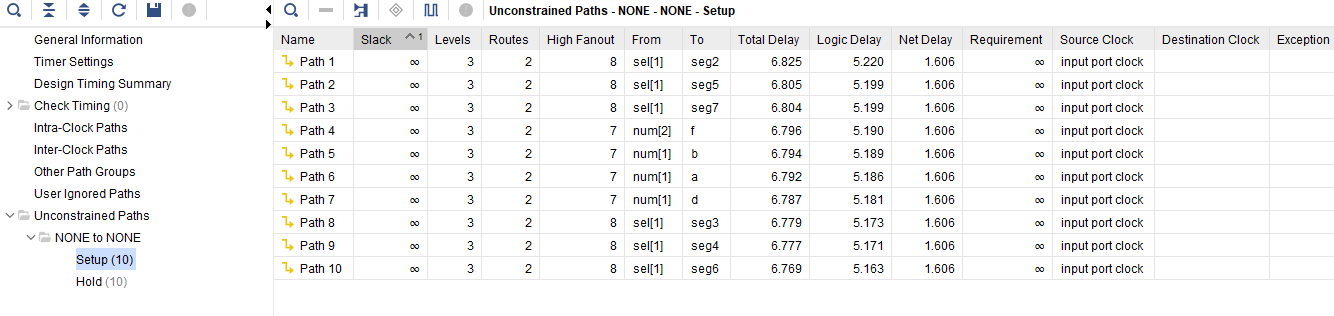 Unconstrained Paths - NONE - NONE - Setup
General Information
Timer Settings
Design Timing Summary
Check Timing (0)
Intra-Clock Paths
Inter-Clock Paths
Other Path Groups
User Ignored Paths
Unconstrained Paths
NONE to NONE
Setup (10)
Hold (10)
Name Slack 1 Levels Routes High Fanout From To Total Delay Logic Delay Net Delay Requirement Source Clock Destination Clock Exception
Path 1 ∞ 3 2 8 sel[1] seg2 6.825 5.220 1.606 ∞ input port clock
Path 2 ∞ 3 2 8 sel[1] seg5 6.805 5.199 1.606 ∞ input port clock
Path 3 ∞ 3 2 8 sel[1] seg7 6.804 5.199 1.606 ∞ input port clock
Path 4 ∞ 3 2 7 num[2] f 6.796 5.190 1.606 ∞ input port clock
Path 5 ∞ 3 2 7 num[1] b 6.794 5.189 1.606 ∞ input port clock
Path 6 ∞ 3 2 7 num[1] a 6.792 5.186 1.606 ∞ input port clock
Path 7 ∞ 3 2 7 num[1] d 6.787 5.181 1.606 ∞ input port clock
Path 8 ∞ 3 2 8 sel[1] seg3 6.779 5.173 1.606 ∞ input port clock
Path 9 ∞ 3 2 8 sel[1] seg4 6.777 5.171 1.606 ∞ input port clock
Path 10 ∞ 3 2 8 sel[1] seg6 6.769 5.163 1.606 ∞ input port clock